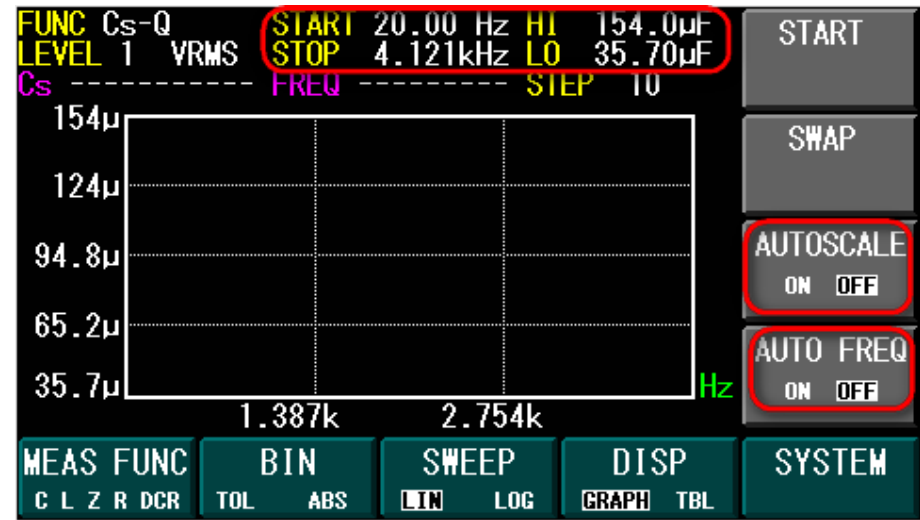 FUNC Cs-Q START 20.00 Hz HI 154.0µF
LEVEL 1 VRMS STOP 4.121kHz LO 35.70µF
Cs ------------ FREQ --------- STEP 10
154µ
124µ
94.8µ
65.2µ
35.7µ
Hz
1.387k 2.754k
START
SWAP
AUTOSCALE
ON OFF
AUTO FREQ
ON OFF
MEAS FUNC BIN SWEEP DISP SYSTEM
C L Z R DCR TOL ABS LIN LOG GRAPH TBL